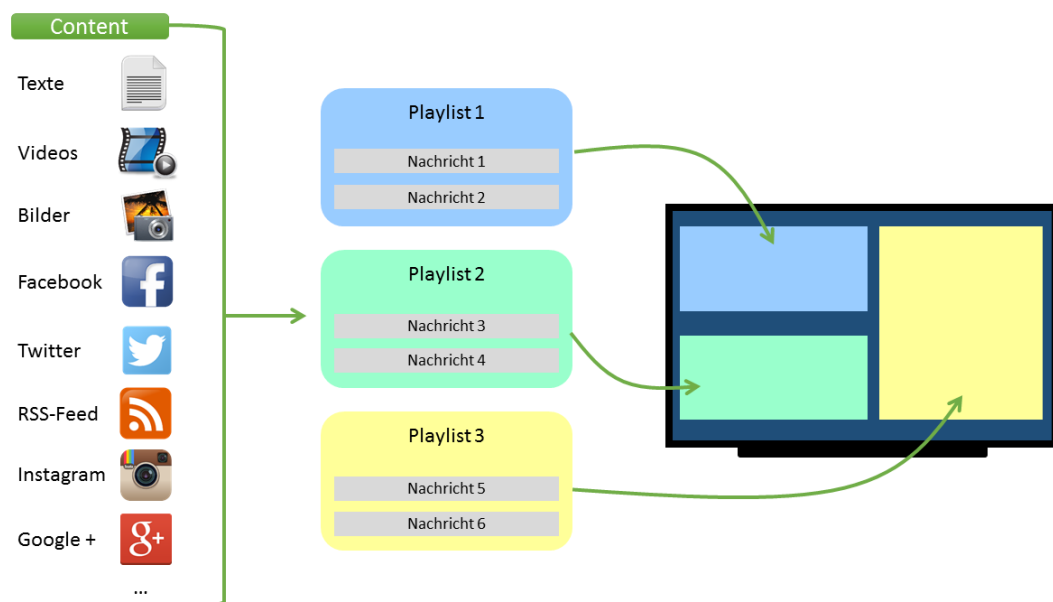 Content
Texte
Videos
Bilder
Facebook
Twitter
RSS-Feed
Instagram
Google +
...
Playlist 1
Nachricht 1
Nachricht 2
Playlist 2
Nachricht 3
Nachricht 4
Playlist 3
Nachricht 5
Nachricht 6